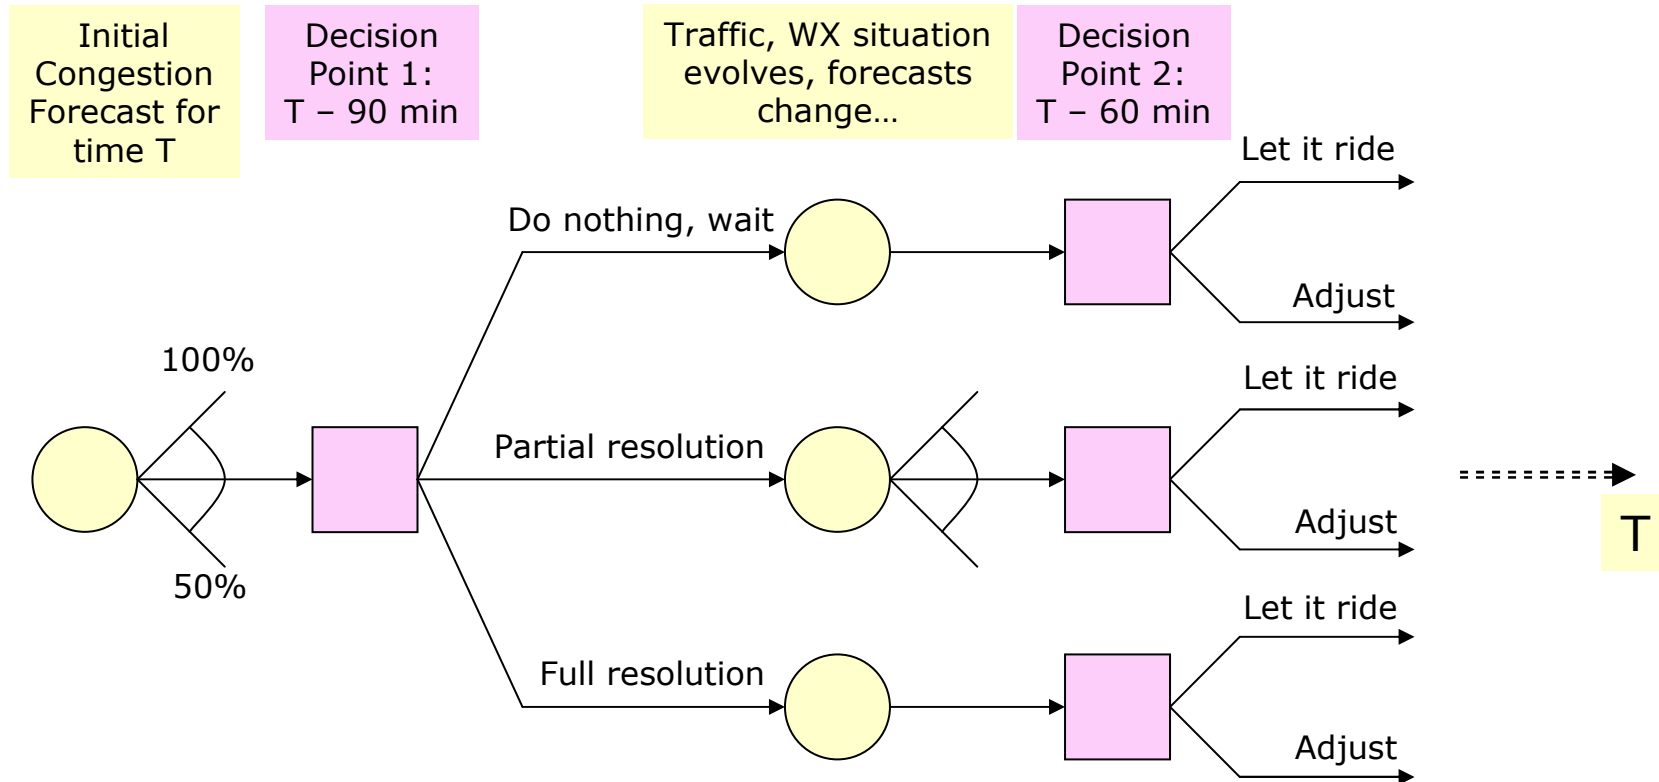 Initial
Congestion
Forecast for
time T
Decision
Point 1:
T – 90 min
Traffic, WX situation
evolves, forecasts
change…
Decision
Point 2:
T – 60 min
Let it ride
Do nothing, wait
Adjust
100%
Let it ride
Partial resolution
Adjust
T
50%
Let it ride
Full resolution
Adjust